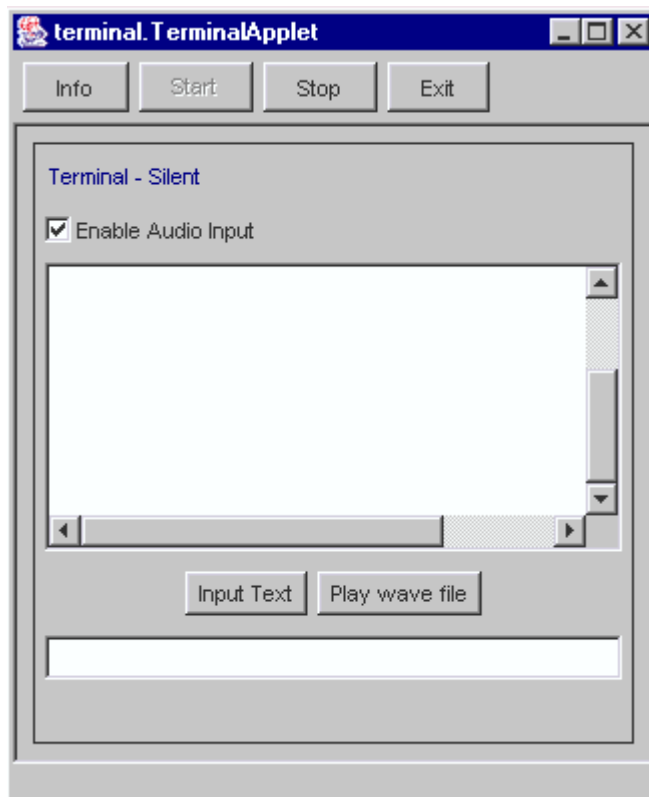 terminal.TerminalApplet
Info Start Stop Exit
Terminal - Silent
Enable Audio Input
Input Text Play wave file